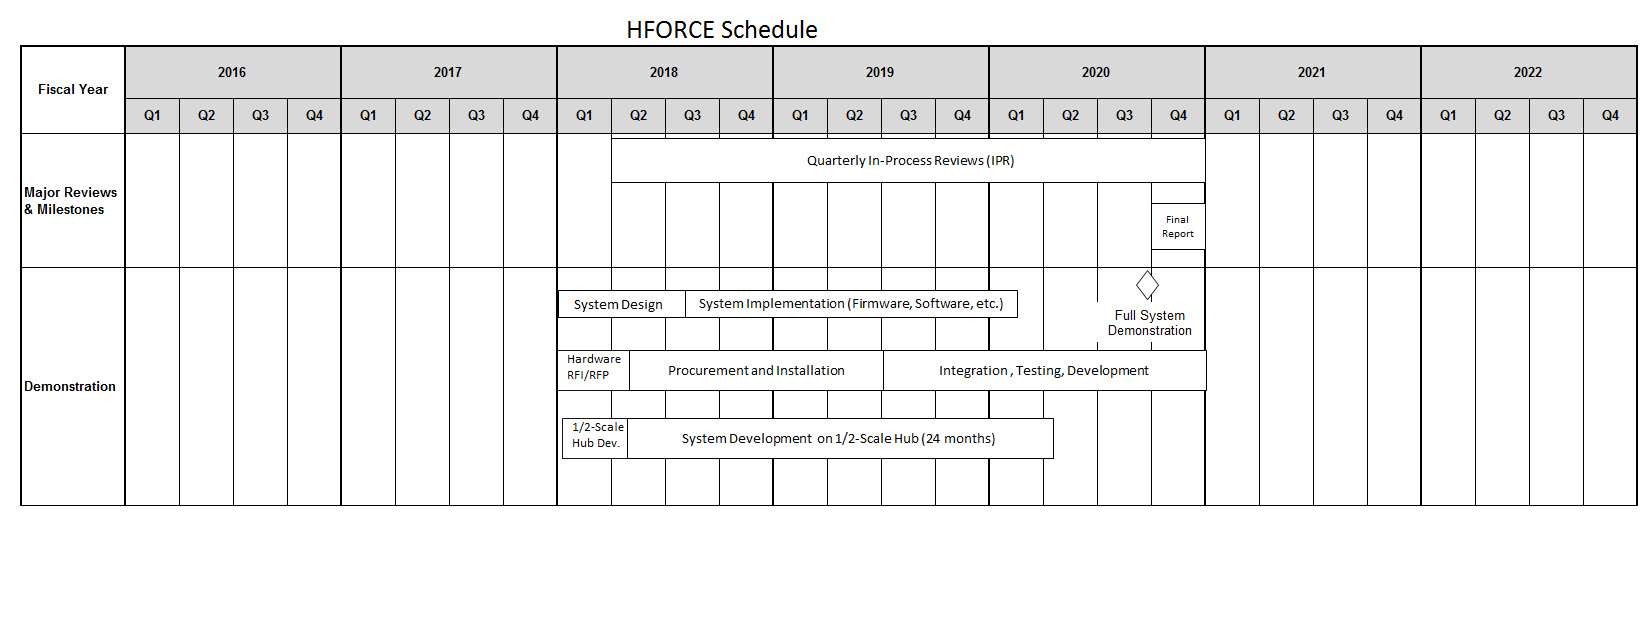 HFORCE Schedule
Fiscal Year
2016 2017 2018 2019 2020 2021 2022
Q1 Q2 Q3 Q4 Q1 Q2 Q3 Q4 Q1 Q2 Q3 Q4 Q1 Q2 Q3 Q4 Q1 Q2 Q3 Q4 Q1 Q2 Q3 Q4 Q1 Q2 Q3 Q4
Major Reviews
& Milestones
Quarterly In-Process Reviews (IPR)
Final
Report
Demonstration
System Design System Implementation (Firmware, Software, etc.)
Full System
Demonstration
Hardware
RFI/RFP
Procurement and Installation
Integration , Testing, Development
1/2-Scale
Hub Dev.
System Development on 1/2-Scale Hub (24 months)